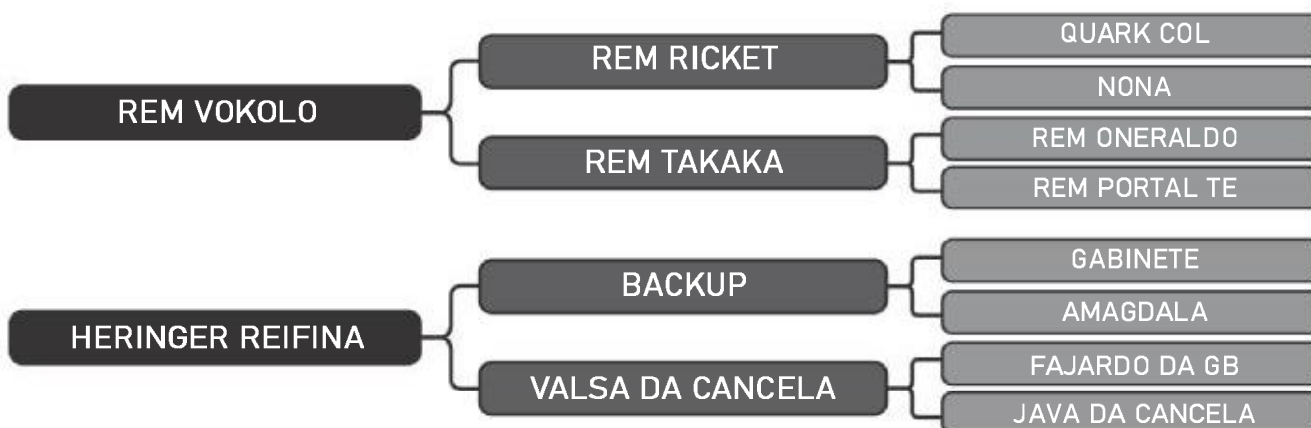 REM VOKOLO
REM RICKET
QUARK COL
NONA
REM TAKAKA
REM ONERALDO
REM PORTAL TE
HERINGER REIFINA
BACKUP
GABINETE
AMAGDALA
VALSA DA CANCELA
FAJARDO DA GB
JAVA DA CANCELA